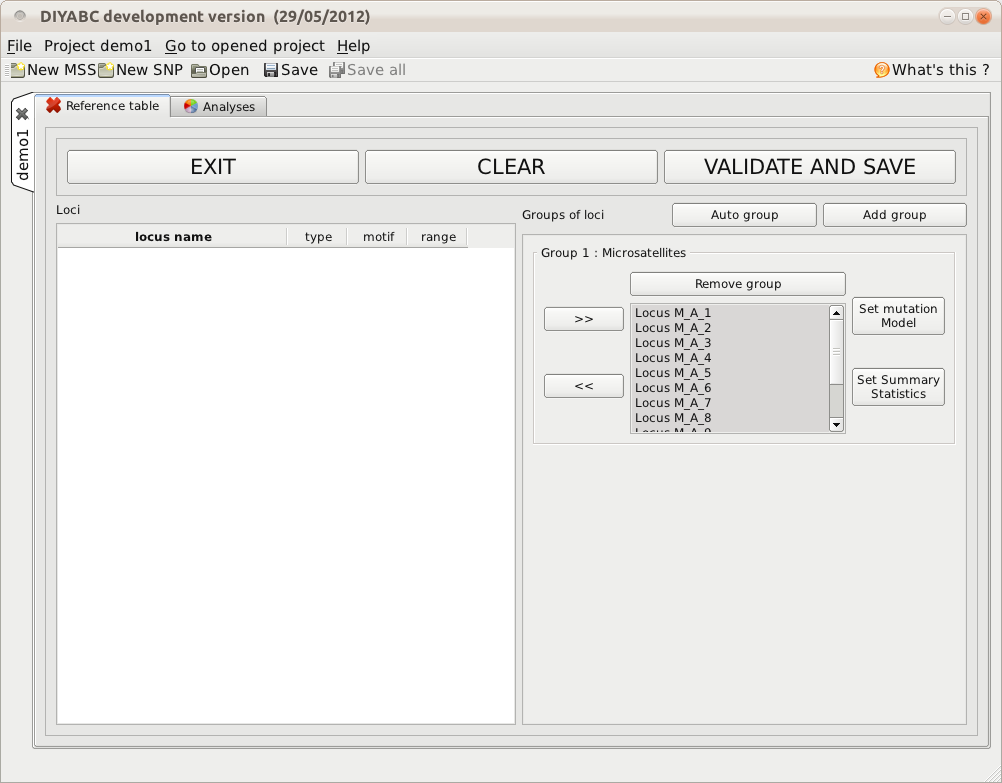 DIYABC development version (29/05/2012)
File Project demo1 Go to opened project Help
New MSS New SNP Open Save Save all What's this ?
demo1
Reference table Analyses
EXIT CLEAR VALIDATE AND SAVE
Loci
locus name type motif range
Groups of loci Auto group Add group
Group 1 : Microsatellites
Remove group
>>
<<
Locus M_A_1
Locus M_A_2
Locus M_A_3
Locus M_A_4
Locus M_A_5
Locus M_A_6
Locus M_A_7
Locus M_A_8
Locus M_A_9
Set mutation
Model
Set Summary
Statistics